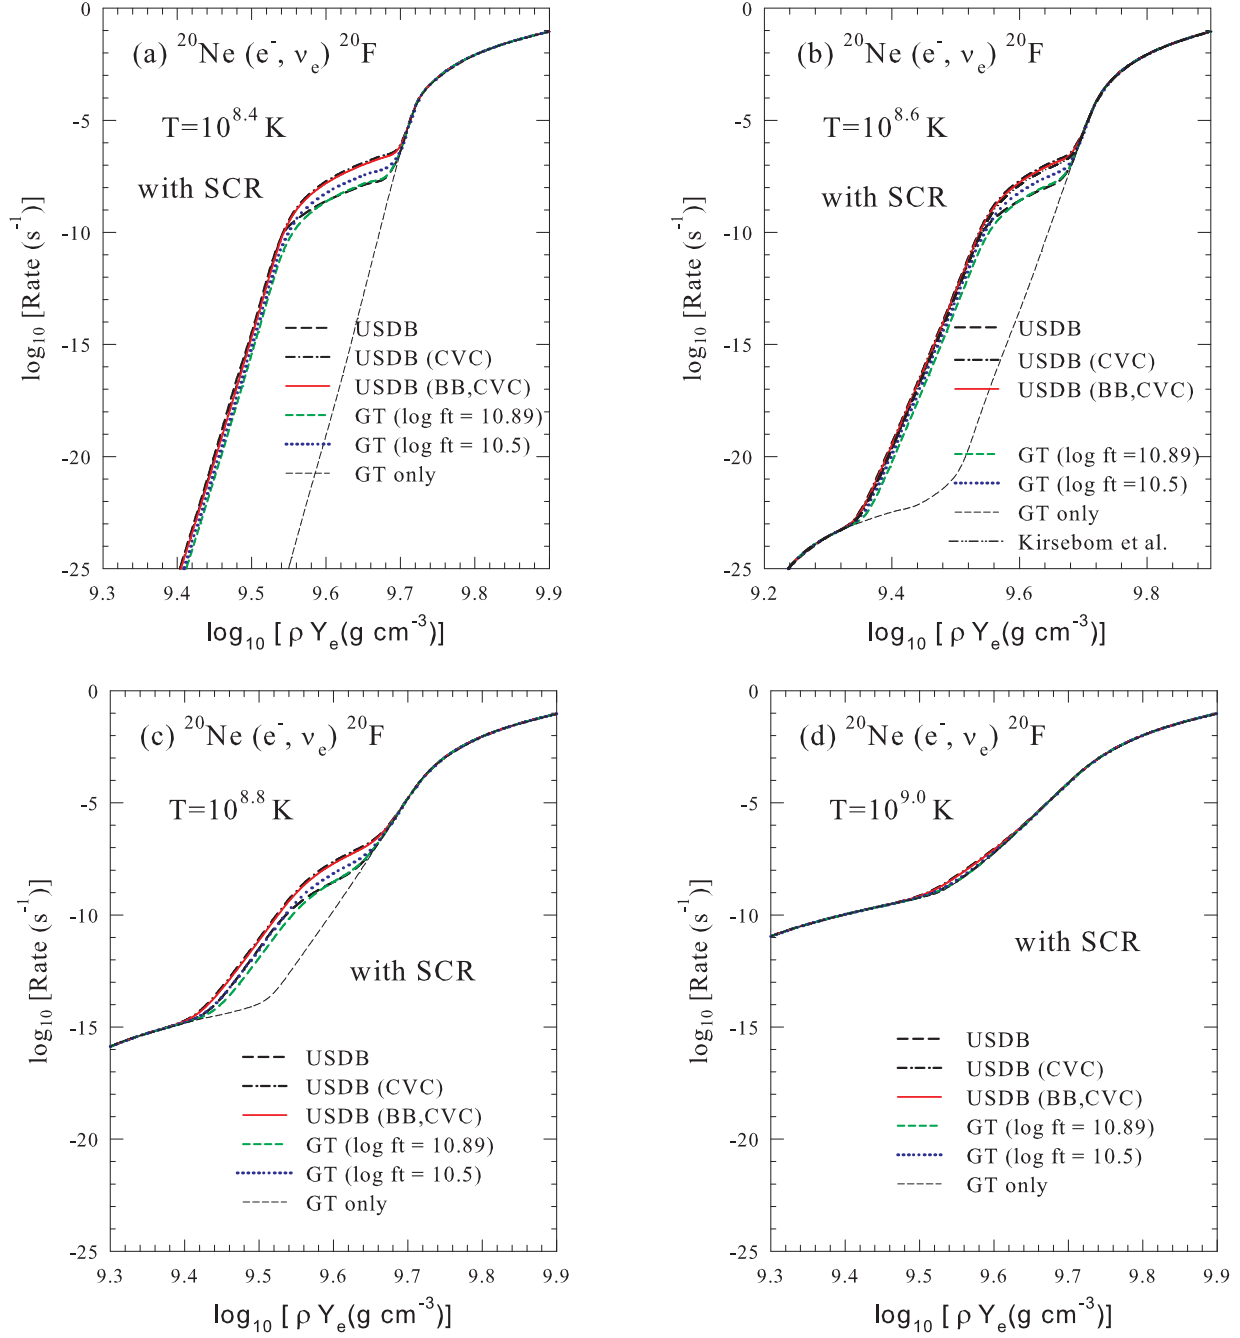 (a) ²⁰Ne (e⁻, νₑ) ²⁰F
T=10^8.4 K
with SCR
USDB
USDB (CVC)
USDB (BB,CVC)
GT (log ft = 10.89)
GT (log ft = 10.5)
GT only
0
-5
-10
-15
-20
-25
9.3 9.4 9.5 9.6 9.7 9.8 9.9
log₁₀ [Rate (s⁻¹)]
log₁₀ [ ρ Yₑ(g cm⁻³)]
(b) ²⁰Ne (e⁻, νₑ) ²⁰F
T=10^8.6 K
with SCR
USDB
USDB (CVC)
USDB (BB,CVC)
GT (log ft =10.89)
GT (log ft =10.5)
GT only
Kirsebom et al.
0
-5
-10
-15
-20
-25
9.2 9.4 9.6 9.8
log₁₀ [Rate (s⁻¹)]
log₁₀ [ ρ Yₑ(g cm⁻³)]
(c) ²⁰Ne (e⁻, νₑ) ²⁰F
T=10^8.8 K
with SCR
USDB
USDB (CVC)
USDB (BB,CVC)
GT (log ft = 10.89)
GT (log ft = 10.5)
GT only
0
-5
-10
-15
-20
-25
9.3 9.4 9.5 9.6 9.7 9.8 9.9
log₁₀ [Rate (s⁻¹)]
log₁₀ [ ρ Yₑ(g cm⁻³)]
(d) ²⁰Ne (e⁻, νₑ) ²⁰F
T=10^9.0 K
with SCR
USDB
USDB (CVC)
USDB (BB,CVC)
GT (log ft = 10.89)
GT (log ft = 10.5)
GT only
0
-5
-10
-15
-20
-25
9.3 9.4 9.5 9.6 9.7 9.8 9.9
log₁₀ [Rate (s⁻¹)]
log₁₀ [ ρ Yₑ(g cm⁻³)]